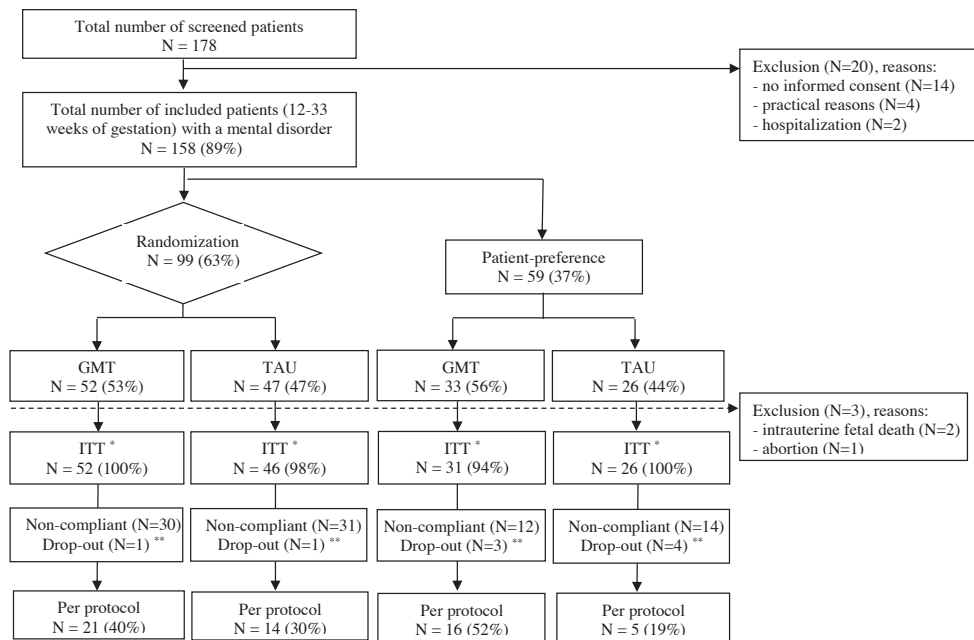 Total number of screened patients
N = 178
Exclusion (N=20), reasons:
- no informed consent (N=14)
- practical reasons (N=4)
- hospitalization (N=2)
Total number of included patients (12-33
weeks of gestation) with a mental disorder
N = 158 (89%)
Randomization
N = 99 (63%)
Patient-preference
N = 59 (37%)
GMT
N = 52 (53%)
TAU
N = 47 (47%)
GMT
N = 33 (56%)
TAU
N = 26 (44%)
Exclusion (N=3), reasons:
- intrauterine fetal death (N=2)
- abortion (N=1)
ITT *
N = 52 (100%)
ITT *
N = 46 (98%)
ITT *
N = 31 (94%)
ITT *
N = 26 (100%)
Non-compliant (N=30)
Drop-out (N=1) **
Non-compliant (N=31)
Drop-out (N=1) **
Non-compliant (N=12)
Drop-out (N=3) **
Non-compliant (N=14)
Drop-out (N=4) **
Per protocol
N = 21 (40%)
Per protocol
N = 14 (30%)
Per protocol
N = 16 (52%)
Per protocol
N = 5 (19%)